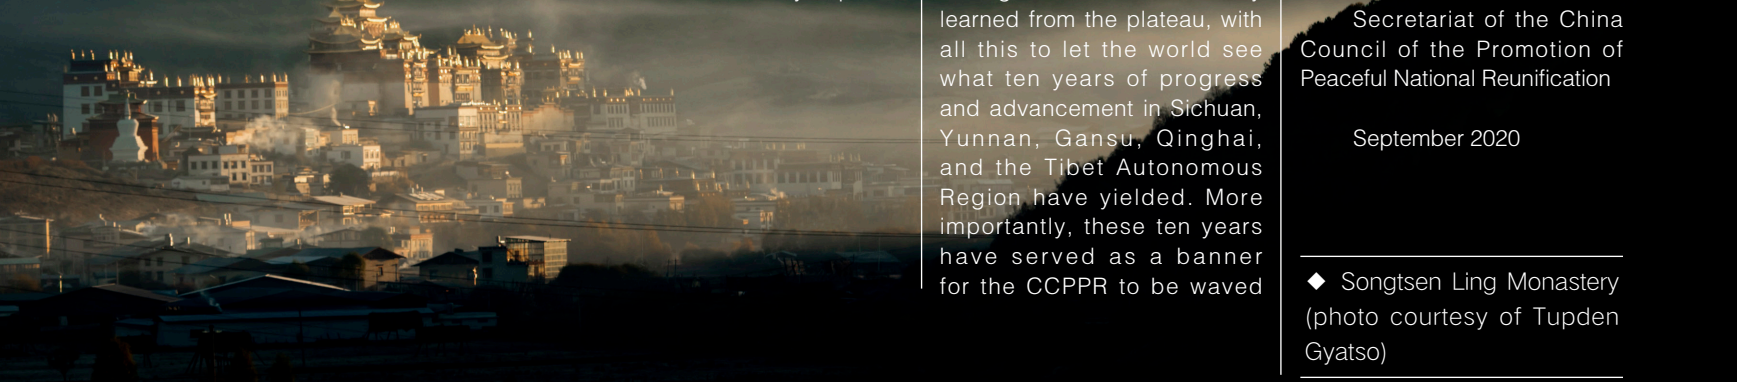 learned from the plateau, with
all this to let the world see
what ten years of progress
and advancement in Sichuan,
Yunnan, Gansu, Qinghai,
and the Tibet Autonomous
Region have yielded. More
importantly, these ten years
have served as a banner
for the CCPPR to be waved
Secretariat of the China
Council of the Promotion of
Peaceful National Reunification
September 2020
◆ Songtsen Ling Monastery
(photo courtesy of Tupden
Gyatso)